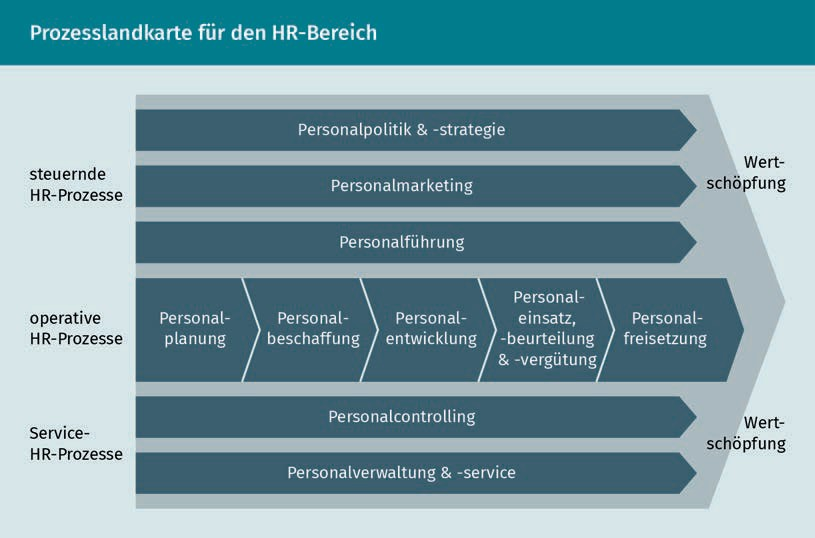 Prozesslandkarte für den HR-Bereich
steuernde
HR-Prozesse
Personalpolitik & -strategie
Personalmarketing
Personalführung
Wert-
schöpfung
operative
HR-Prozesse
Personal-
planung
Personal-
beschaffung
Personal-
entwicklung
Personal-
einsatz,
-beurteilung
& -vergütung
Personal-
freisetzung
Service-
HR-Prozesse
Personalcontrolling
Personalverwaltung & -service
Wert-
schöpfung